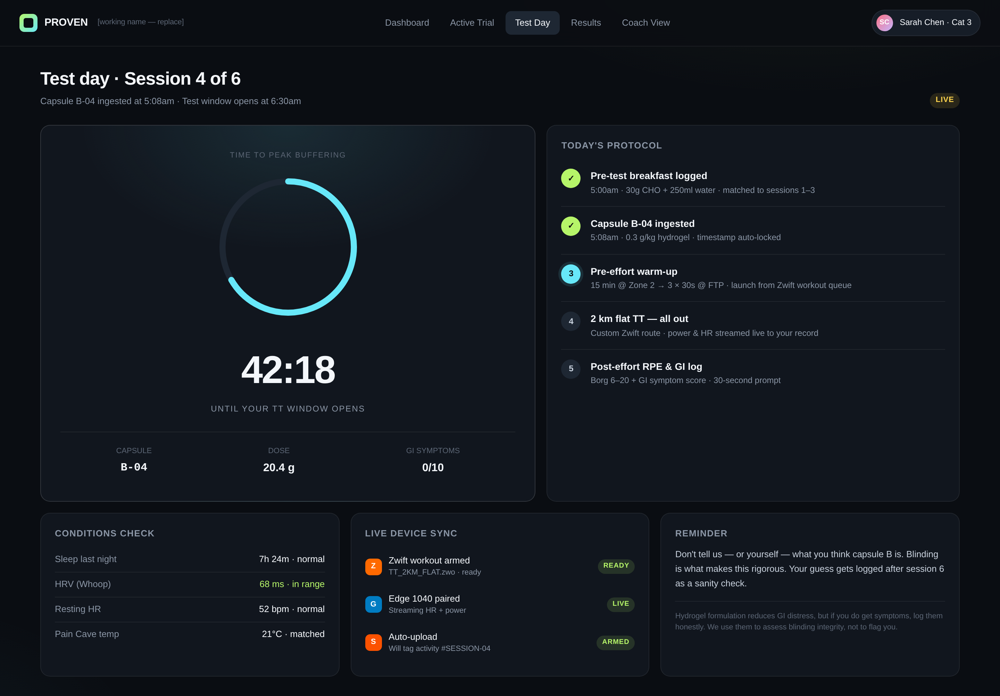 PROVEN [working name — replace]
Dashboard
Active Trial
Test Day
Results
Coach View
SC Sarah Chen · Cat 3
Test day · Session 4 of 6
Capsule B-04 ingested at 5:08am · Test window opens at 6:30am
LIVE
TIME TO PEAK BUFFERING
42:18
UNTIL YOUR TT WINDOW OPENS
CAPSULE
B-04
DOSE
20.4 g
GI SYMPTOMS
0/10
TODAY'S PROTOCOL
✓ Pre-test breakfast logged
5:00am · 30g CHO + 250ml water · matched to sessions 1–3
✓ Capsule B-04 ingested
5:08am · 0.3 g/kg hydrogel · timestamp auto-locked
3 Pre-effort warm-up
15 min @ Zone 2 → 3 × 30s @ FTP · launch from Zwift workout queue
4 2 km flat TT — all out
Custom Zwift route · power & HR streamed live to your record
5 Post-effort RPE & GI log
Borg 6–20 + GI symptom score · 30-second prompt
CONDITIONS CHECK
Sleep last night 7h 24m · normal
HRV (Whoop) 68 ms · in range
Resting HR 52 bpm · normal
Pain Cave temp 21°C · matched
LIVE DEVICE SYNC
Z Zwift workout armed
TT_2KM_FLAT.zwo · ready
READY
G Edge 1040 paired
Streaming HR + power
LIVE
S Auto-upload
Will tag activity #SESSION-04
ARMED
REMINDER
Don't tell us — or yourself — what you think capsule B is. Blinding
is what makes this rigorous. Your guess gets logged after session 6
as a sanity check.
Hydrogel formulation reduces GI distress, but if you do get symptoms, log them
honestly. We use them to assess blinding integrity, not to flag you.